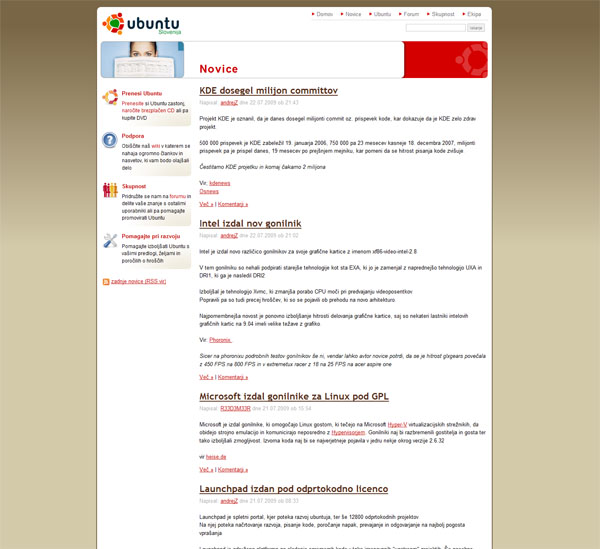 ubuntu
Slovenija
Domov Novice Ubuntu Forum Skupnost Ekipa
Novice
Prenesi Ubuntu
Prenesite si Ubuntu zastonj,
naročite brezplačen CD ali pa
kupite DVD
Podpora
Obiščite naš wiki v katerem se
nahaja ogromno člankov in
nasvetov, ki vam bodo olajšali
delo
Skupnost
Pridružite se nam na forumu in
delite vaše znanje s ostalimi
uporabniki ali pa pomagajte
promovirati Ubuntu
Pomagajte pri razvoju
Pomagajte izboljšati Ubuntu s
vašimi predlogi, željami in
poročilih o hroščih
zadnje novice (RSS vir)
KDE dosegel milijon committov
Napisal: andrejZ dne 22.07.2009 ob 21:43
Projekt KDE je oznanil, da je danes dosegel milijonti commit oz. prispevek kode, kar dokazuje da je KDE zelo zdrav
projekt.
500 000 prispevek je KDE zabeležil 19. januarja 2006, 750 000 pa 23 mesecev kasneje 18. decembra 2007, milijonti
prispevek pa je prispel danes, 19 mesecev po prejšnjem mejniku, kar pomeni da se hitrost pisanja kode zvišuje.
Čestitamo KDE projektu in komaj čakamo 2 milijona
Vir: kdenews
Osnews
Več » | Komentarji »
Intel izdal nov gonilnik
Napisal: andrejZ dne 22.07.2009 ob 21:02
Intel je izdal novo različico gonilnikov za svoje grafične kartice z imenom xf86-video-intel-2.8
V tem gonilniku so nehali podpirati starejše tehnologije kot sta EXA, ki jo je zamenjal z naprednejšo tehnologijo UXA in
DRI1, ki ga je nasledil DRI2
Izboljšal je tehnologijo Xvmc, ki zmanjša porabo CPU moči pri predvajanju videoposnetkov
Popravili pa so tudi precej hroščev, ki so se pojavili ob prehodu na novo arhitekturo.
Najpomembnejša novost je ponovno izboljšanje hitrosti delovanja grafične kartice, saj so nekateri lastniki intelovih
grafičnih kartic na 9.04 imeli velike težave z grafiko.
Vir: Phoronix
Sicer na phoronixu podrobnih testov gonilnikov še ni, vendar lahko avtor novice potrdi, da se je hitrost glxgears povečala
z 450 FPS na 800 FPS in v extremetux racer z 18 na 25 FPS na acer aspire one
Več » | Komentarji »
Microsoft izdal gonilnike za Linux pod GPL
Napisal: R33D3M33R dne 21.07.2009 ob 15:54
Microsoft je izdal gonilnike, ki omogočajo Linux gostom, ki tečejo na Microsoft Hyper-V virtualizacijskih strežnikih, da
obidejo strojno emulacijo in komunicirajo neposredno z Hypervisorjem. Gonilniki naj bi razbremenili gostitelja in gosta ter
tako izboljšali zmogljivost. Izvorna koda naj bi se najverjetneje pojavila v jedru nekje okrog verzije 2.6.32
vir heise.de
Več » | Komentarji »
Launchpad izdan pod odprtokodno licenco
Napisal: andrejZ dne 21.07.2009 ob
Launchpad je spletni portal, kjer poteka razvoj ubuntuja, ter še 12800 odprtokodnih projektov.
Na njej poteka načrtovanje razvoja, pisanje kode, poročanje napak, prevajanje in odgovarjanje na najbolj pogosta
vprašanja